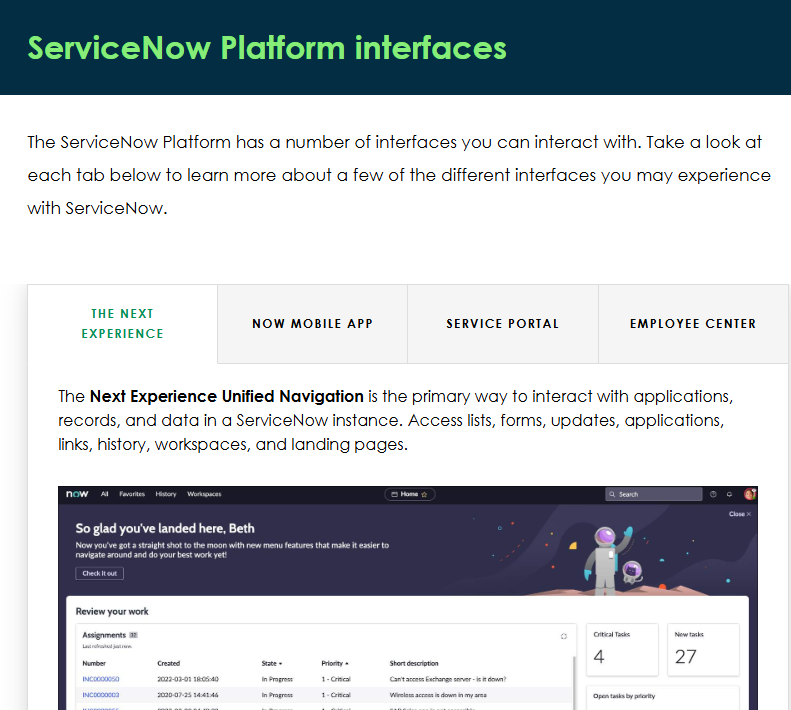 ServiceNow Platform interfaces
The ServiceNow Platform has a number of interfaces you can interact with. Take a look at
each tab below to learn more about a few of the different interfaces you may experience
with ServiceNow.
THE NEXT
EXPERIENCE
NOW MOBILE APP
SERVICE PORTAL
EMPLOYEE CENTER
The Next Experience Unified Navigation is the primary way to interact with applications,
records, and data in a ServiceNow instance. Access lists, forms, updates, applications,
links, history, workspaces, and landing pages.
now All Favorites History Workspaces Home Search
Close ×
So glad you've landed here, Beth
Now you've got a straight shot to the moon with new menu features that make it easier to
navigate around and do your best work yet!
Check it out
Review your work
Assignments
Last refreshed just now.
Critical Tasks
4
New tasks
27
Number Created State Priority Short description
INC0000050 2022-03-01 18:05:40 In Progress 1 - Critical Can't access Exchange server - is it down?
INC0000003 2020-07-25 14:41:46 In Progress 1 - Critical Wireless access is down in my area
Open tasks by priority